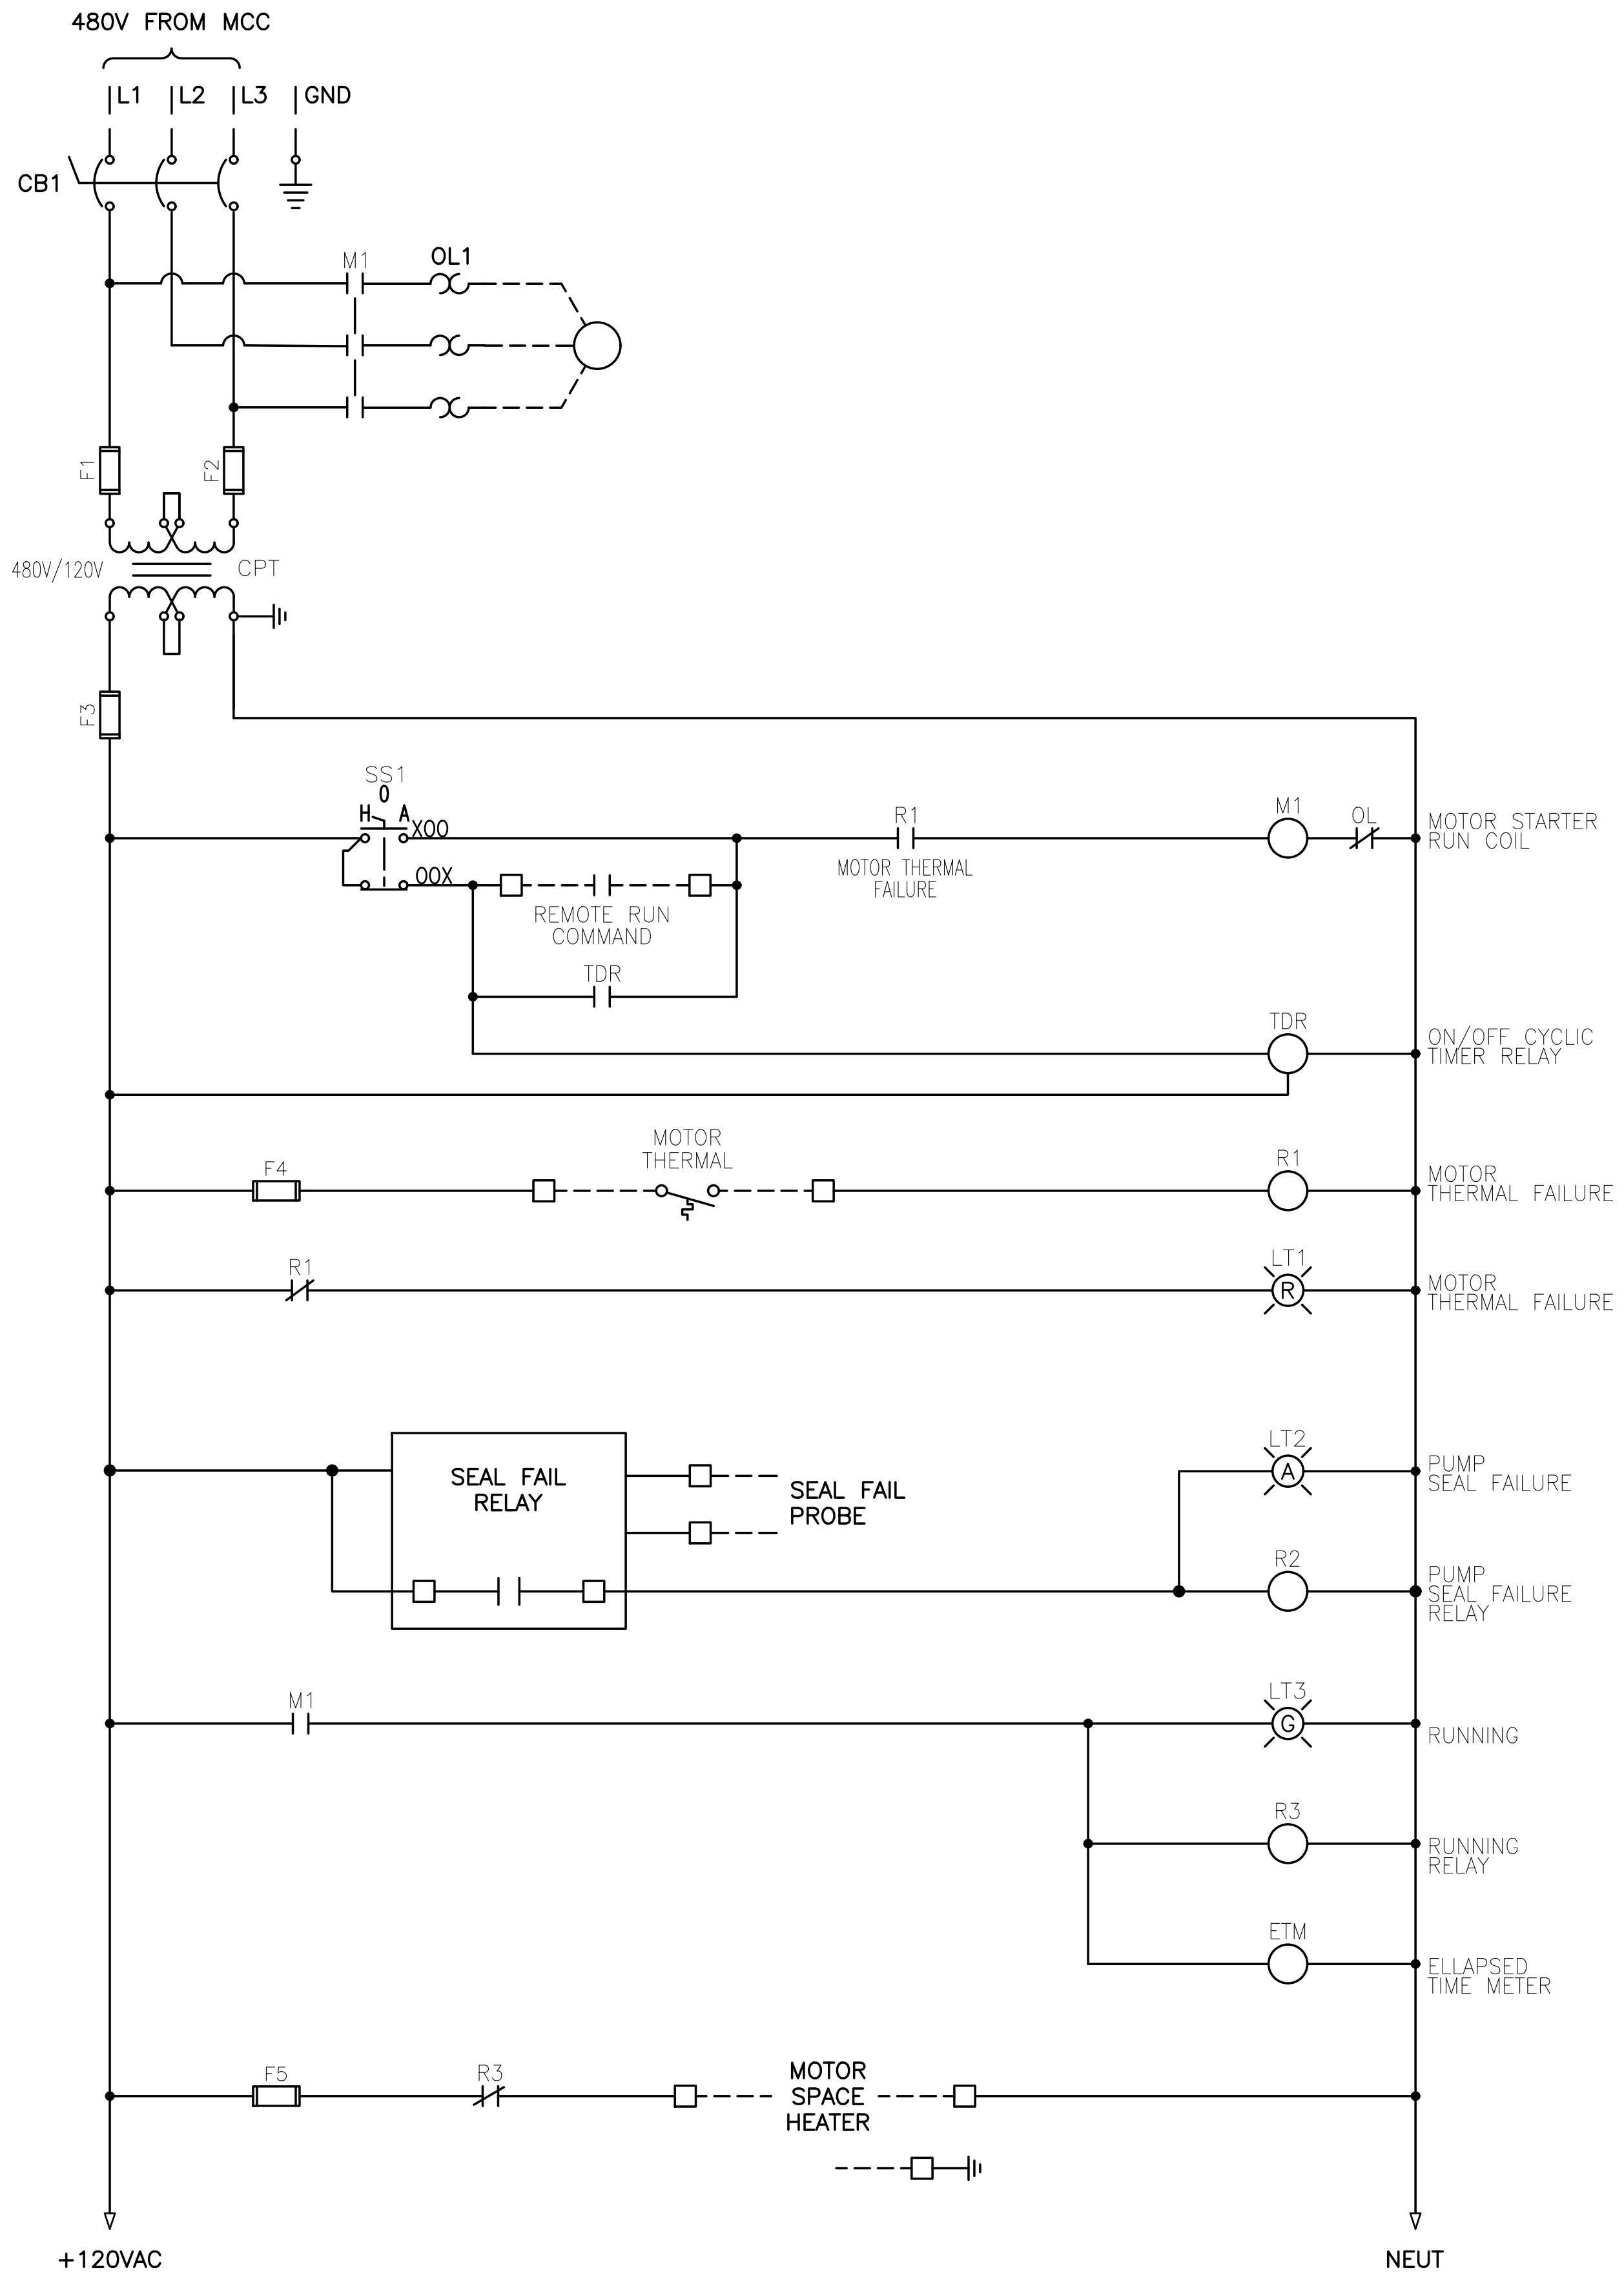 480V FROM MCC
L1 L2 L3 GND
CB1
M1 OL1
F1 F2
480V/120V CPT
F3
SS1
0
H A
X00
R1 M1 OL
MOTOR STARTER
RUN COIL
MOTOR THERMAL
FAILURE
00X
REMOTE RUN
COMMAND
TDR
TDR
ON/OFF CYCLIC
TIMER RELAY
MOTOR
THERMAL
F4
R1
MOTOR
THERMAL FAILURE
R1
LT1
R
MOTOR
THERMAL FAILURE
SEAL FAIL
RELAY
SEAL FAIL
PROBE
LT2
A
PUMP
SEAL FAILURE
R2
PUMP
SEAL FAILURE
RELAY
M1
LT3
G
RUNNING
R3
RUNNING
RELAY
ETM
ELLAPSED
TIME METER
F5
R3
MOTOR
SPACE
HEATER
+120VAC
NEUT